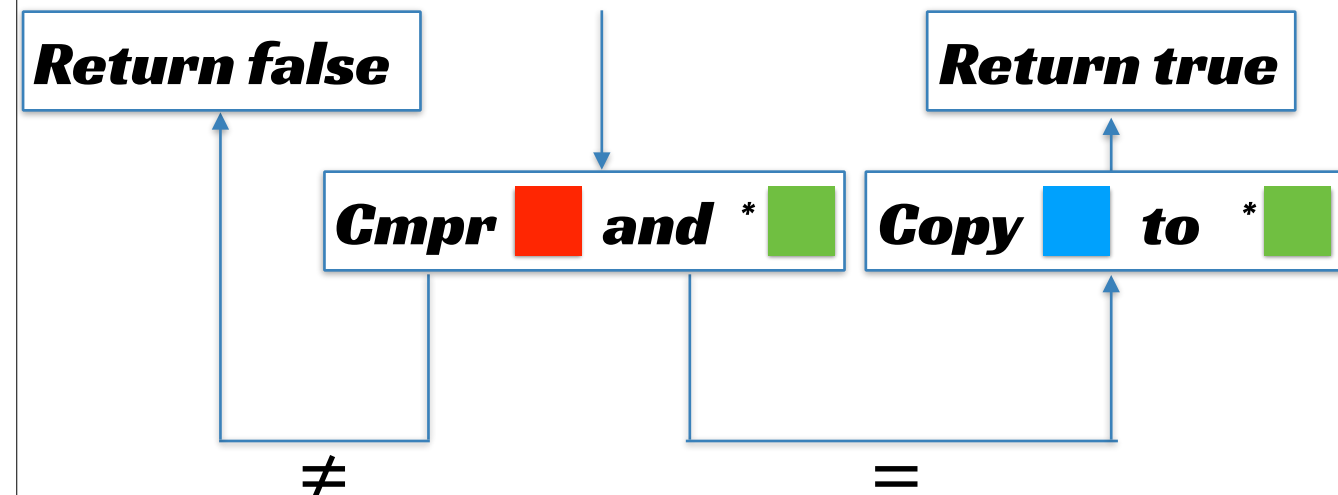 Return false
Return true
Cmpr and *
Copy to *
≠
=